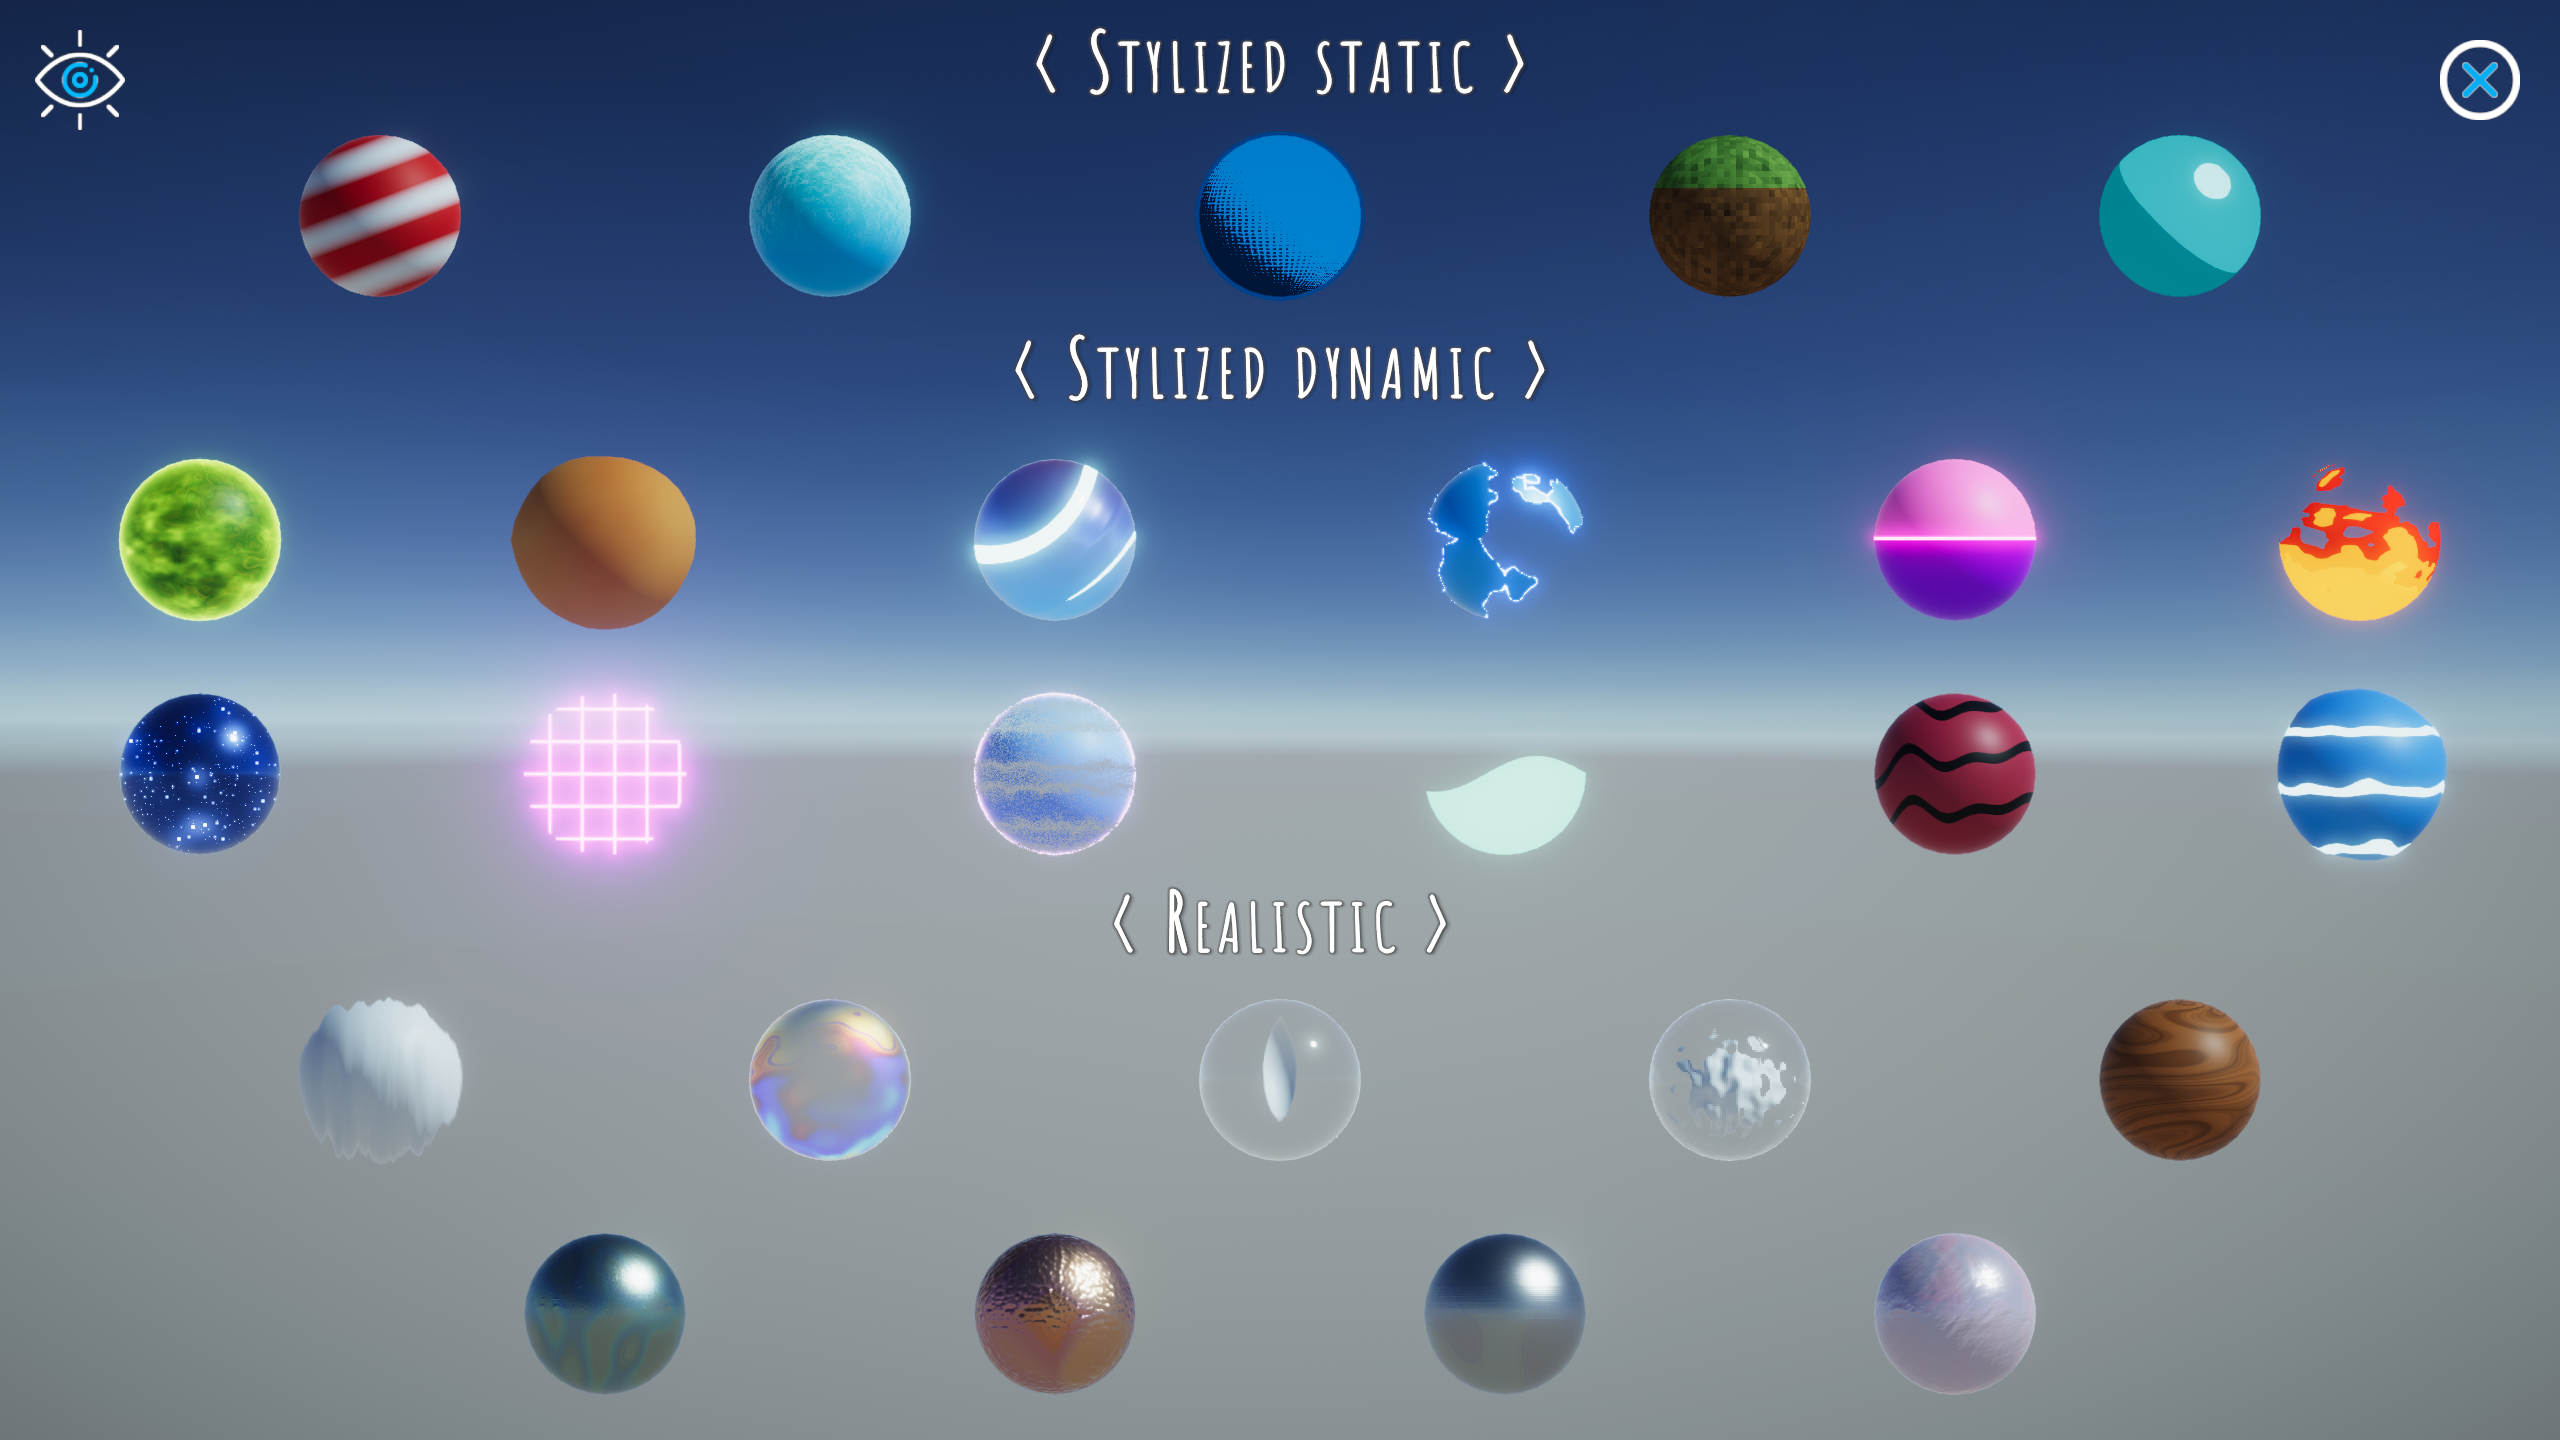 < Stylized static >
< Stylized dynamic >
< Realistic >